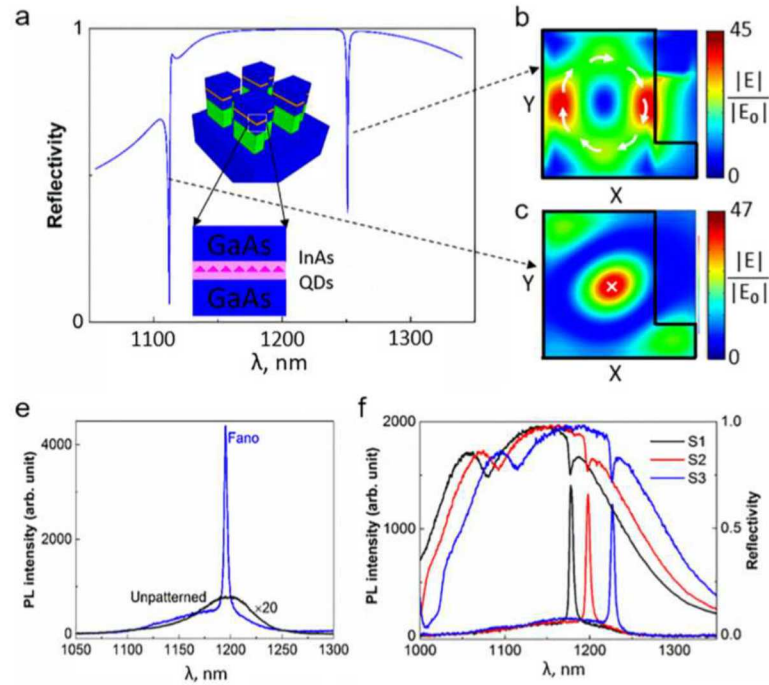 a
1
Reflectivity
0
1100
1200
1300
λ, nm
GaAs
GaAs
InAs
QDs
b
Y
X
45
|E|
|E₀|
0
c
Y
X
47
|E|
|E₀|
0
e
PL intensity (arb. unit)
4000
2000
0
Fano
Unpatterned
×20
1050
1100
1150
1200
1250
1300
λ, nm
f
PL intensity (arb. unit)
2000
1000
0
S1
S2
S3
1.0
0.5
0.0
Reflectivity
1000
1100
1200
1300
λ, nm